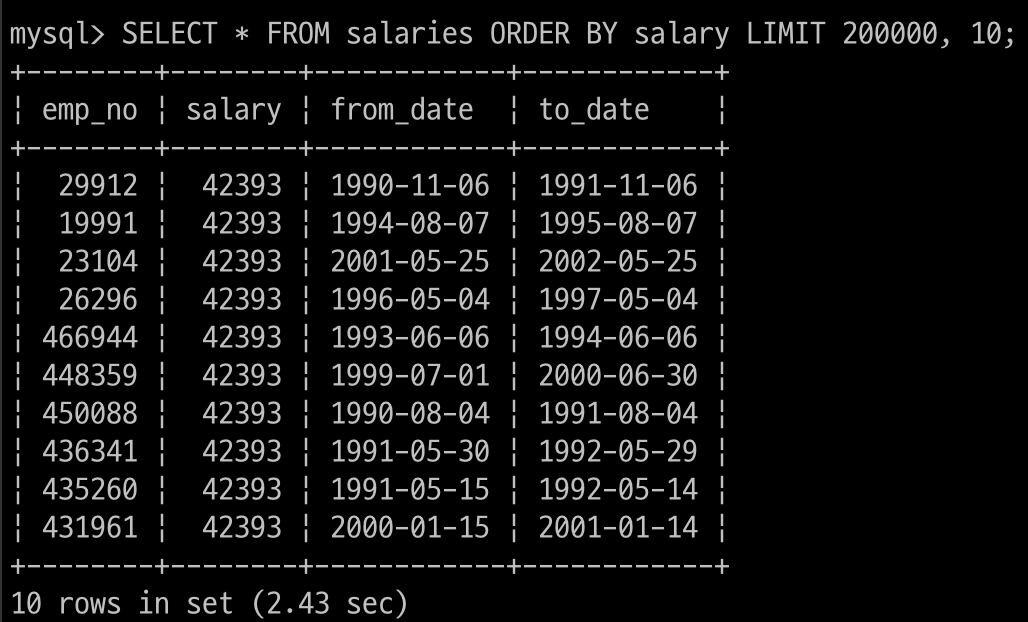 mysql> SELECT * FROM salaries ORDER BY salary LIMIT 200000, 10;
+--------+--------+------------+------------+
¦ emp_no ¦ salary ¦ from_date  ¦ to_date    ¦
+--------+--------+------------+------------+
¦  29912 ¦  42393 ¦ 1990-11-06 ¦ 1991-11-06 ¦
¦  19991 ¦  42393 ¦ 1994-08-07 ¦ 1995-08-07 ¦
¦  23104 ¦  42393 ¦ 2001-05-25 ¦ 2002-05-25 ¦
¦  26296 ¦  42393 ¦ 1996-05-04 ¦ 1997-05-04 ¦
¦ 466944 ¦  42393 ¦ 1993-06-06 ¦ 1994-06-06 ¦
¦ 448359 ¦  42393 ¦ 1999-07-01 ¦ 2000-06-30 ¦
¦ 450088 ¦  42393 ¦ 1990-08-04 ¦ 1991-08-04 ¦
¦ 436341 ¦  42393 ¦ 1991-05-30 ¦ 1992-05-29 ¦
¦ 435260 ¦  42393 ¦ 1991-05-15 ¦ 1992-05-14 ¦
¦ 431961 ¦  42393 ¦ 2000-01-15 ¦ 2001-01-14 ¦
+--------+--------+------------+------------+
10 rows in set (2.43 sec)